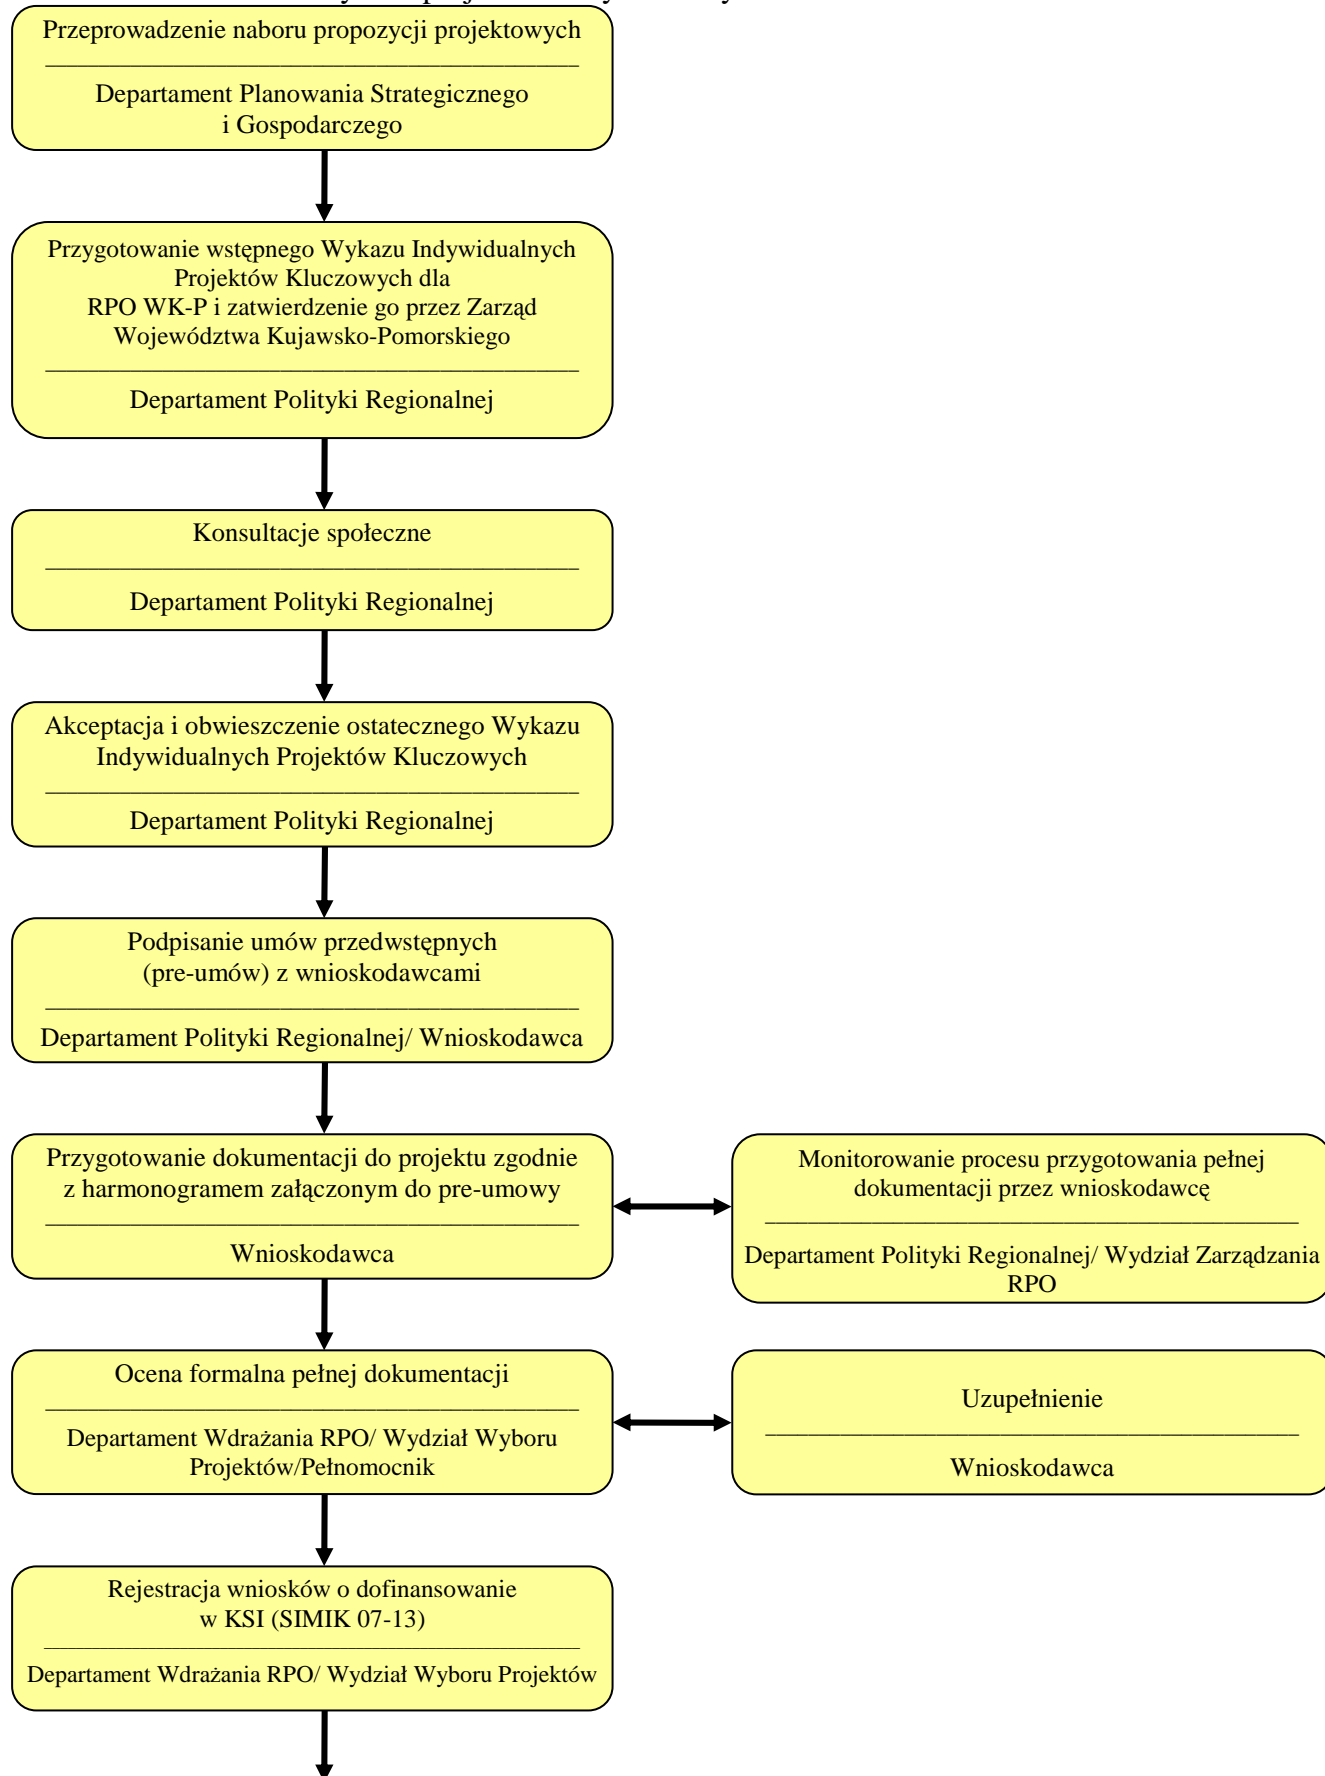 Przeprowadzenie naboru propozycji projektowych
Departament Planowania Strategicznego
i Gospodarczego
Przygotowanie wstępnego Wykazu Indywidualnych
Projektów Kluczowych dla
RPO WK-P i zatwierdzenie go przez Zarząd
Województwa Kujawsko-Pomorskiego
Departament Polityki Regionalnej
Konsultacje społeczne
Departament Polityki Regionalnej
Akceptacja i obwieszczenie ostatecznego Wykazu
Indywidualnych Projektów Kluczowych
Departament Polityki Regionalnej
Podpisanie umów przedwstępnych
(pre-umów) z wnioskodawcami
Departament Polityki Regionalnej/ Wnioskodawca
Przygotowanie dokumentacji do projektu zgodnie
z harmonogramem załączonym do pre-umowy
Wnioskodawca
Monitorowanie procesu przygotowania pełnej
dokumentacji przez wnioskodawcę
Departament Polityki Regionalnej/ Wydział Zarządzania
RPO
Ocena formalna pełnej dokumentacji
Departament Wdrażania RPO/ Wydział Wyboru
Projektów/Pełnomocnik
Uzupełnienie
Wnioskodawca
Rejestracja wniosków o dofinansowanie
w KSI (SIMIK 07-13)
Departament Wdrażania RPO/ Wydział Wyboru Projektów